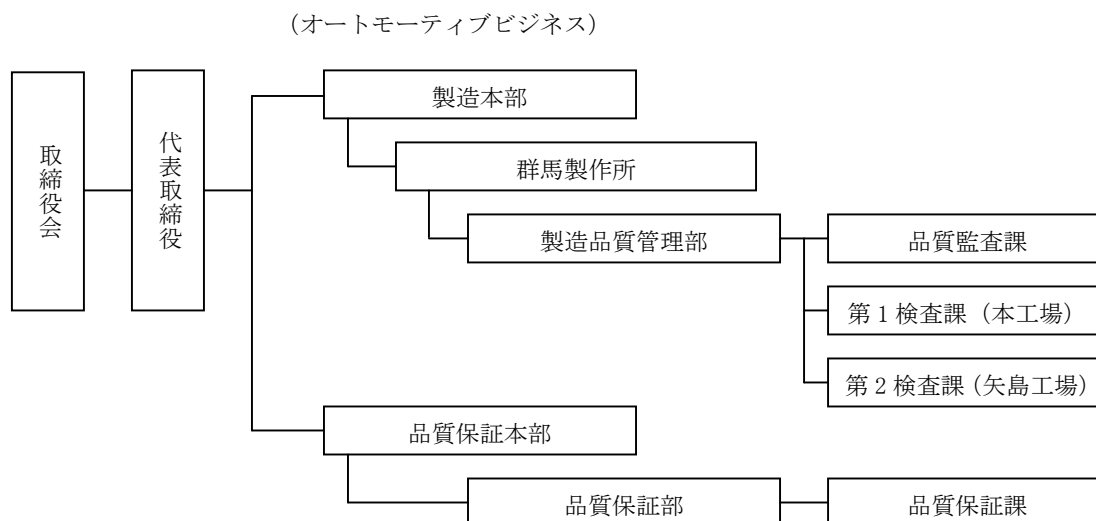 (オートモーティブビジネス)
取締役会
代表取締役
製造本部
群馬製作所
製造品質管理部
品質監査課
第1検査課（本工場）
第2検査課（矢島工場）
品質保証本部
品質保証部
品質保証課